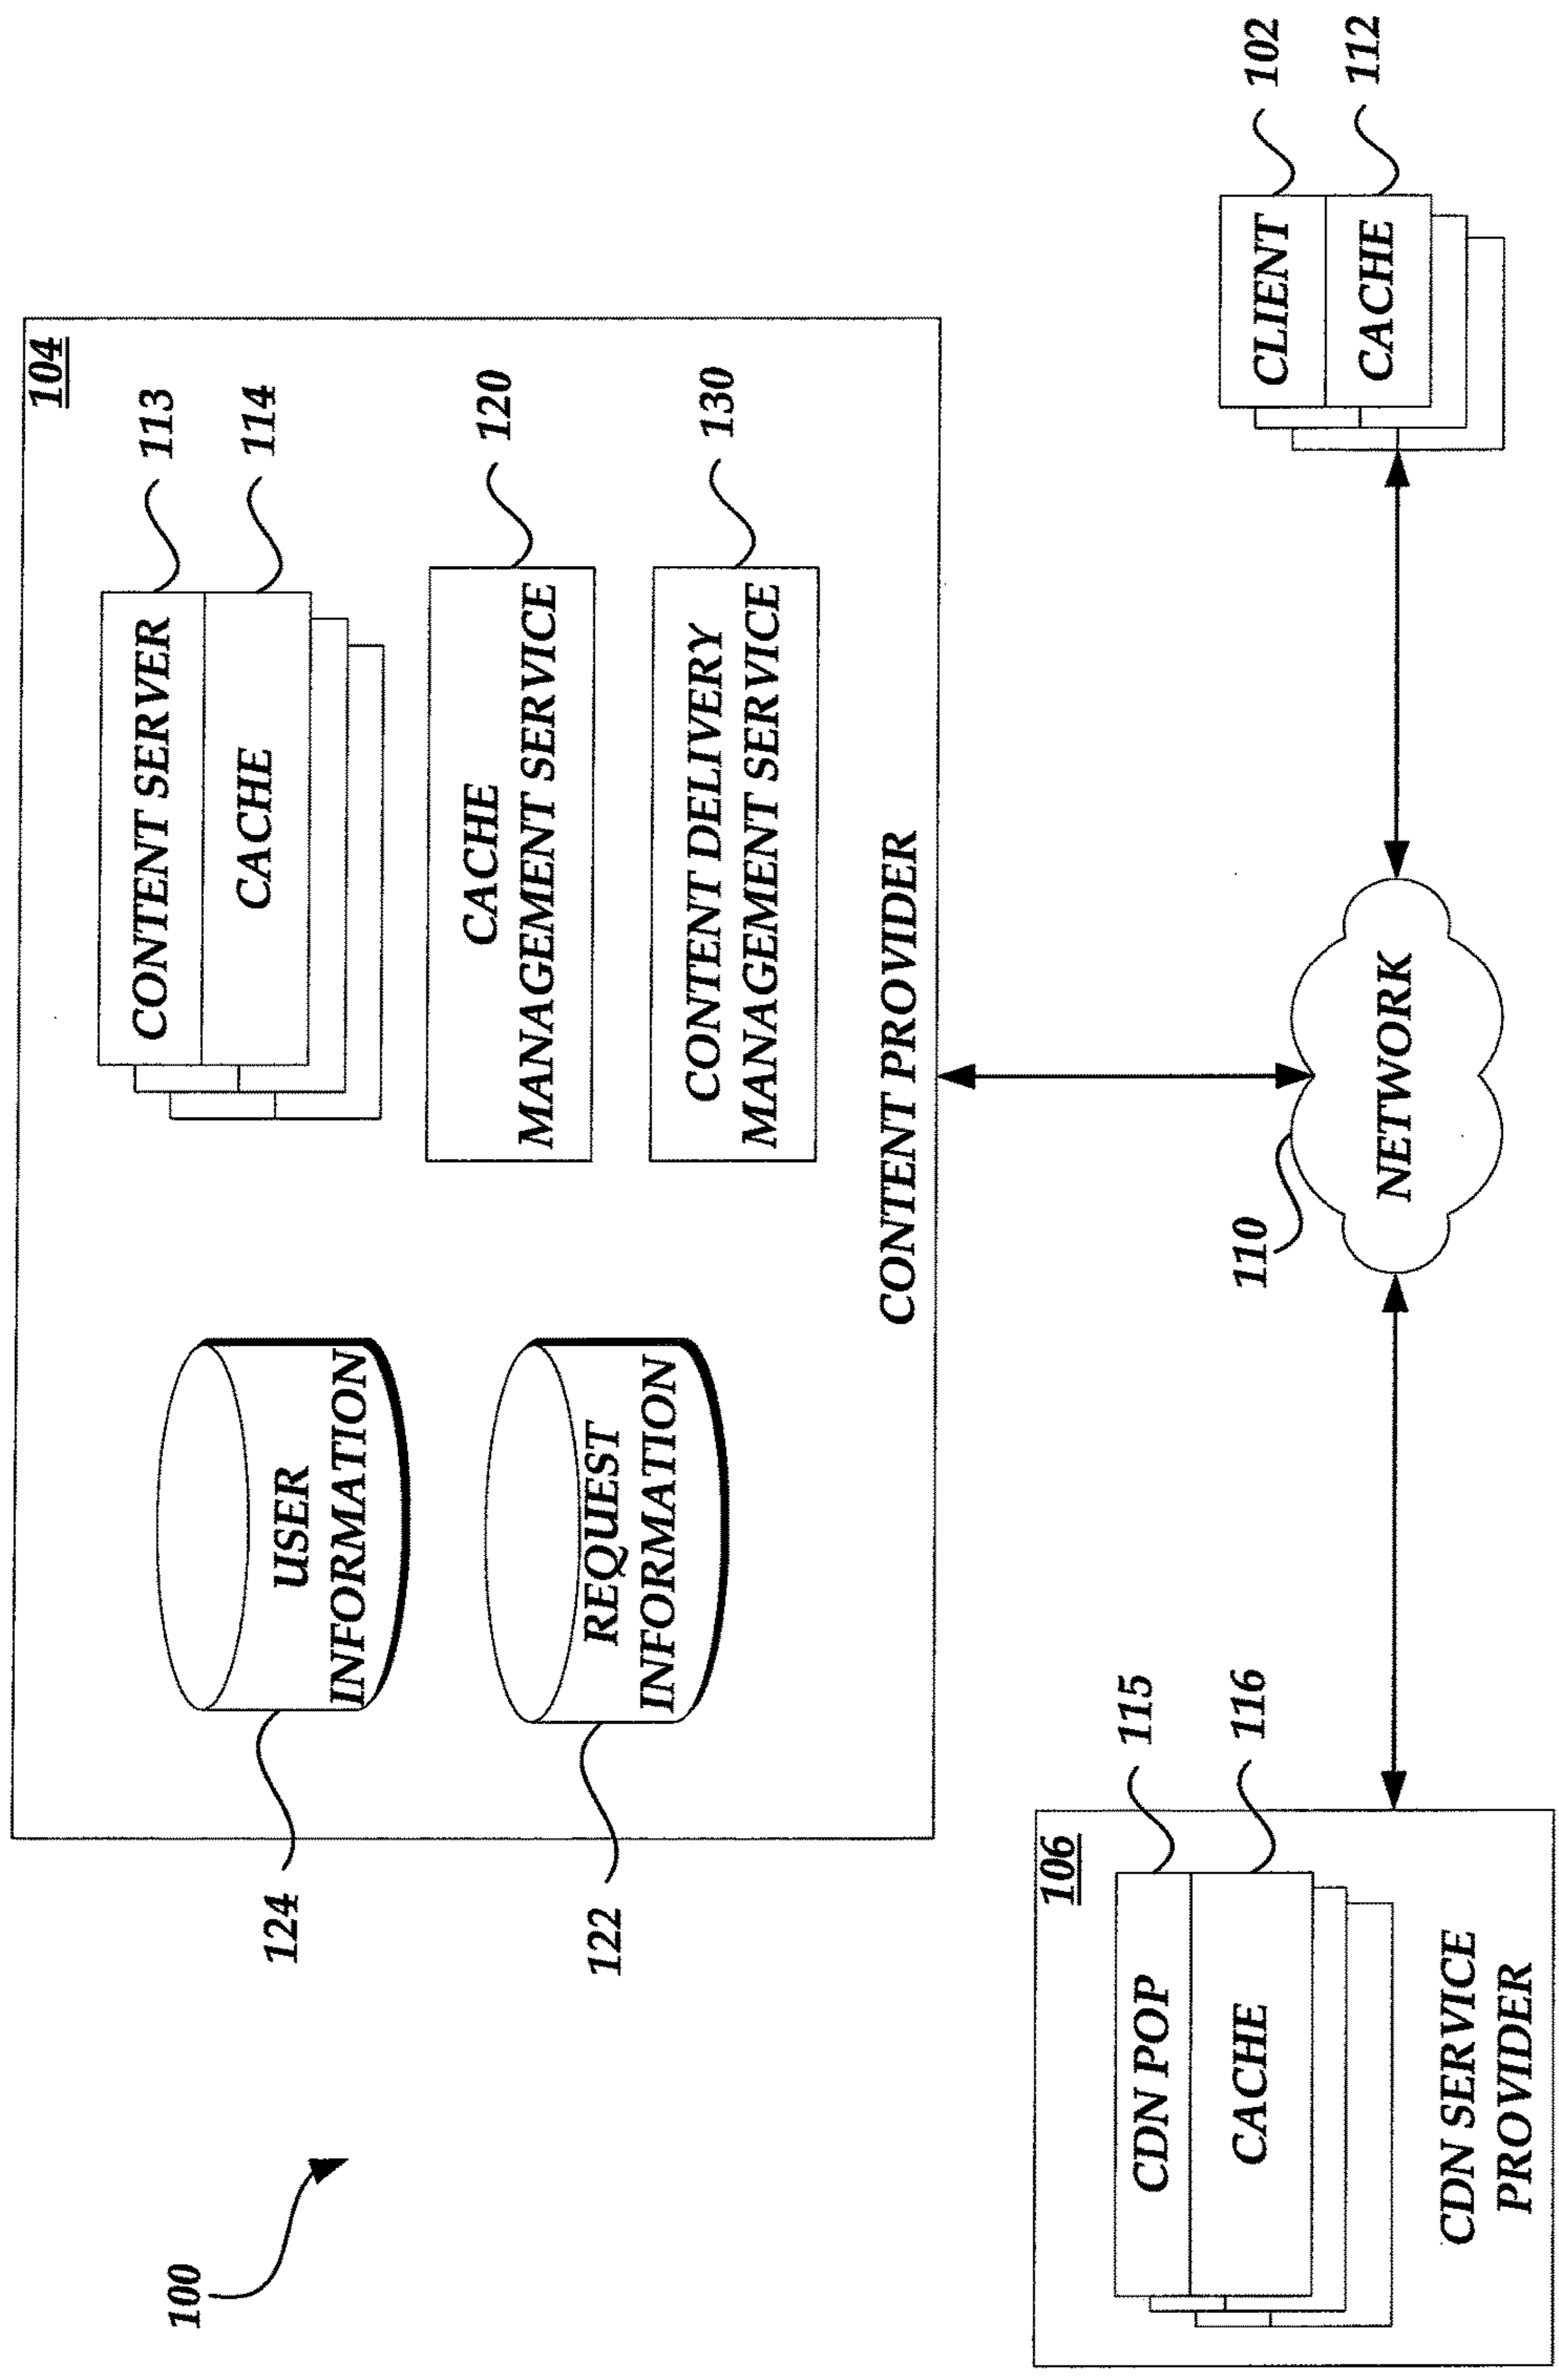 100
104
124
USER
INFORMATION
122
REQUEST
INFORMATION
113
CONTENT SERVER
114
CACHE
120
CACHE
MANAGEMENT SERVICE
130
CONTENT DELIVERY
MANAGEMENT SERVICE
CONTENT PROVIDER
106
115
CDN POP
116
CACHE
CDN SERVICE
PROVIDER
110
NETWORK
102
CLIENT
112
CACHE